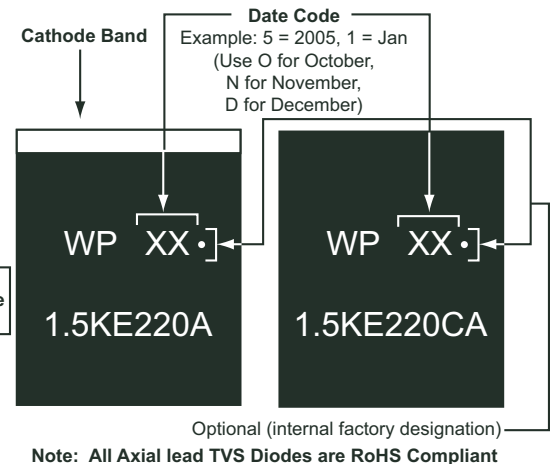 Date Code
Cathode Band
Example: 5 = 2005, 1 = Jan
(Use O for October,
N for November,
D for December)
WP XX •
1.5KE220A
WP XX •
1.5KE220CA
Optional (internal factory designation)
Note: All Axial lead TVS Diodes are RoHS Compliant